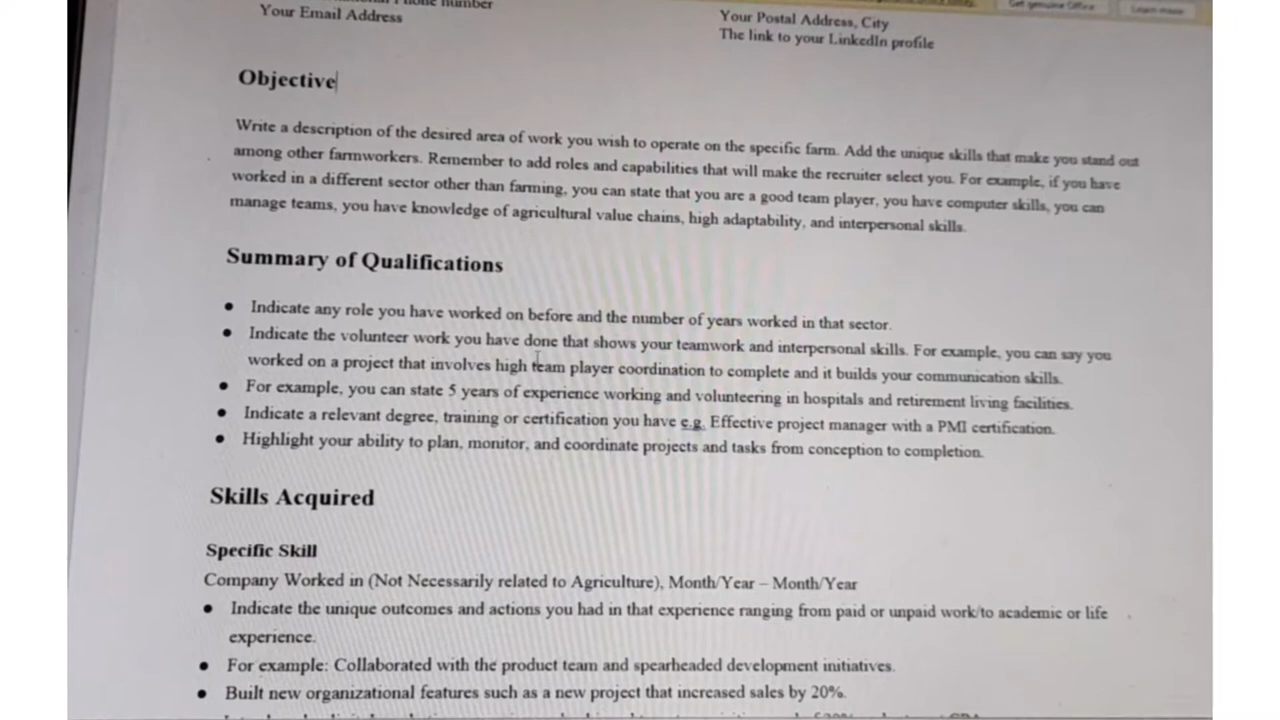 Phone number
Your Email Address
Your Postal Address, City
The link to your LinkedIn profile
Get genuine Office
Learn more
Objective
Write a description of the desired area of work you wish to operate on the specific farm. Add the unique skills that make you stand out
among other farmworkers. Remember to add roles and capabilities that will make the recruiter select you. For example, if you have
worked in a different sector other than farming, you can state that you are a good team player, you have computer skills, you can
manage teams, you have knowledge of agricultural value chains, high adaptability, and interpersonal skills.
Summary of Qualifications
● Indicate any role you have worked on before and the number of years worked in that sector.
● Indicate the volunteer work you have done that shows your teamwork and interpersonal skills. For example, you can say you
worked on a project that involves high team player coordination to complete and it builds your communication skills.
● For example, you can state 5 years of experience working and volunteering in hospitals and retirement living facilities.
● Indicate a relevant degree, training or certification you have e.g. Effective project manager with a PMI certification.
● Highlight your ability to plan, monitor, and coordinate projects and tasks from conception to completion.
Skills Acquired
Specific Skill
Company Worked in (Not Necessarily related to Agriculture), Month/Year – Month/Year
● Indicate the unique outcomes and actions you had in that experience ranging from paid or unpaid work/to academic or life
experience.
● For example: Collaborated with the product team and spearheaded development initiatives.
● Built new organizational features such as a new project that increased sales by 20%.